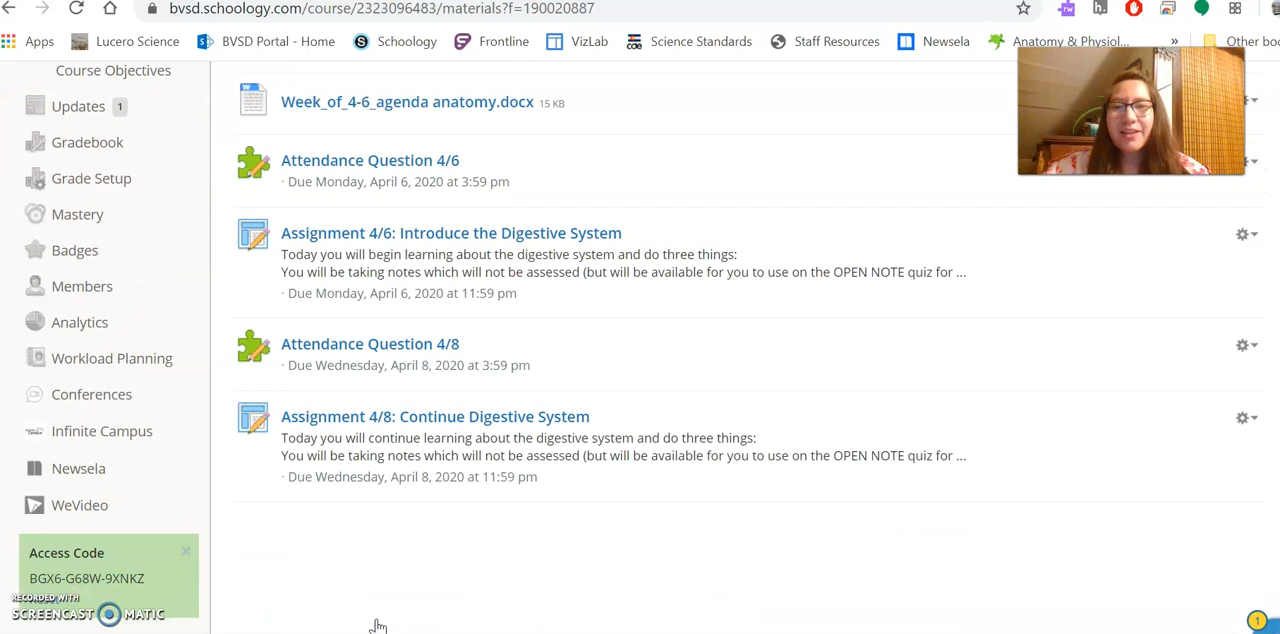 bvsd.schoology.com/course/2323096483/materials?f=190020887
Apps Lucero Science BVSD Portal - Home Schoology Frontline VizLab Science Standards Staff Resources Newsela Anatomy & Physiol... » Other boo
Course Objectives
Updates 1
Gradebook
Grade Setup
Mastery
Badges
Members
Analytics
Workload Planning
Conferences
Infinite Campus
Newsela
WeVideo
Access Code
BGX6-G68W-9XNKZ
RECORDED WITH
SCREENCAST MATIC
Week_of_4-6_agenda anatomy.docx 15 KB
Attendance Question 4/6
· Due Monday, April 6, 2020 at 3:59 pm
Assignment 4/6: Introduce the Digestive System
Today you will begin learning about the digestive system and do three things:
You will be taking notes which will not be assessed (but will be available for you to use on the OPEN NOTE quiz for ...
· Due Monday, April 6, 2020 at 11:59 pm
Attendance Question 4/8
· Due Wednesday, April 8, 2020 at 3:59 pm
Assignment 4/8: Continue Digestive System
Today you will continue learning about the digestive system and do three things:
You will be taking notes which will not be assessed (but will be available for you to use on the OPEN NOTE quiz for ...
· Due Wednesday, April 8, 2020 at 11:59 pm
1